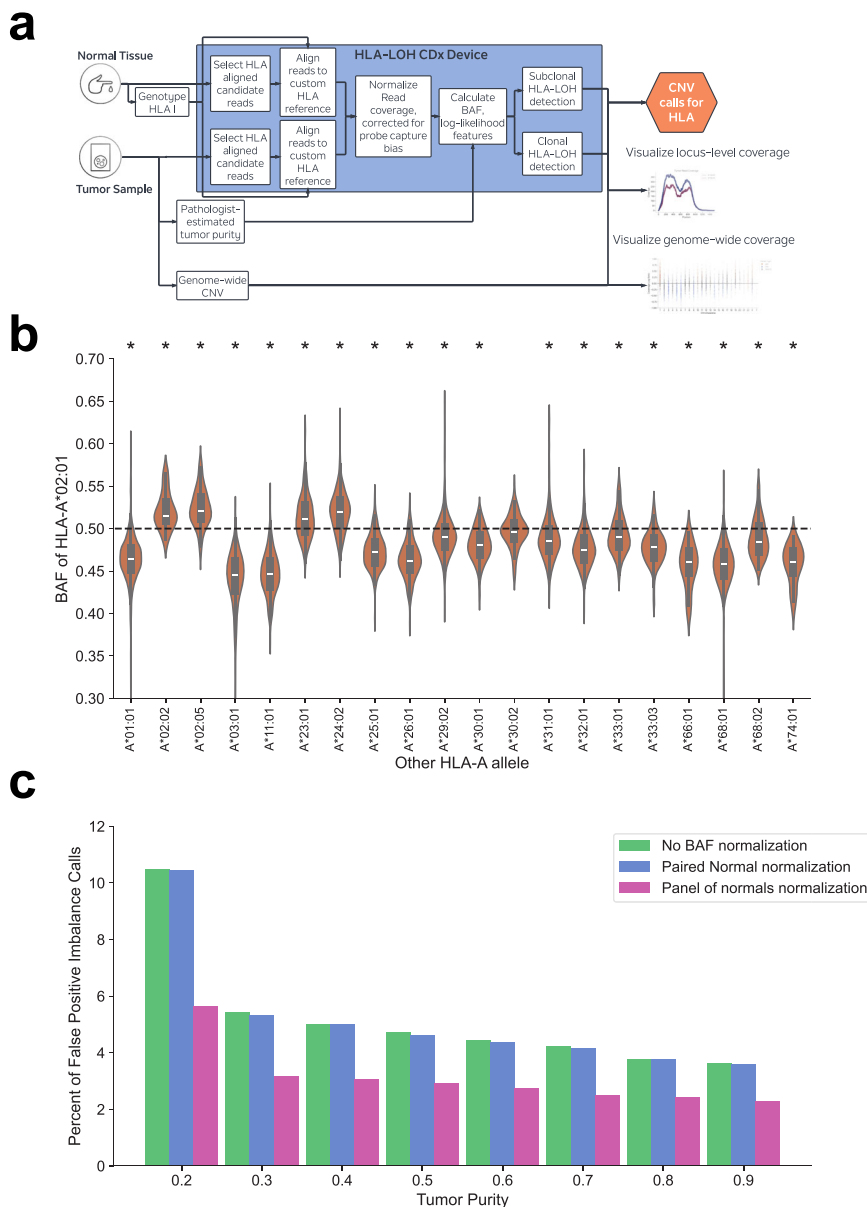 a
Normal Tissue
Genotype
HLA I
Tumor Sample
HLA–LOH CDx Device
Select HLA
aligned
candidate
reads
Align
reads to
custom
HLA
reference
Select HLA
aligned
candidate
reads
Align
reads to
custom
HLA
reference
Normalize
Read
coverage,
corrected for
probe capture
bias
Calculate
BAF,
log-likelihood
features
Subclonal
HLA-LOH
detection
Clonal
HLA-LOH
detection
CNV
calls for
HLA
Pathologist-
estimated
tumor purity
Genome-wide
CNV
Visualize locus-level coverage
Visualize genome-wide coverage
b
* * * * * * * * * * * * * * * * *
BAF of HLA-A*02:01
0.70
0.65
0.60
0.55
0.50
0.45
0.40
0.35
0.30
A*01:01
A*02:02
A*02:05
A*03:01
A*11:01
A*23:01
A*24:02
A*25:01
A*26:01
A*29:02
A*30:01
A*30:02
A*31:01
A*32:01
A*33:01
A*33:03
A*66:01
A*68:01
A*68:02
A*74:01
Other HLA-A allele
c
Percent of False Positive Imbalance Calls
12
10
8
6
4
2
0
No BAF normalization
Paired Normal normalization
Panel of normals normalization
0.2 0.3 0.4 0.5 0.6 0.7 0.8 0.9
Tumor Purity